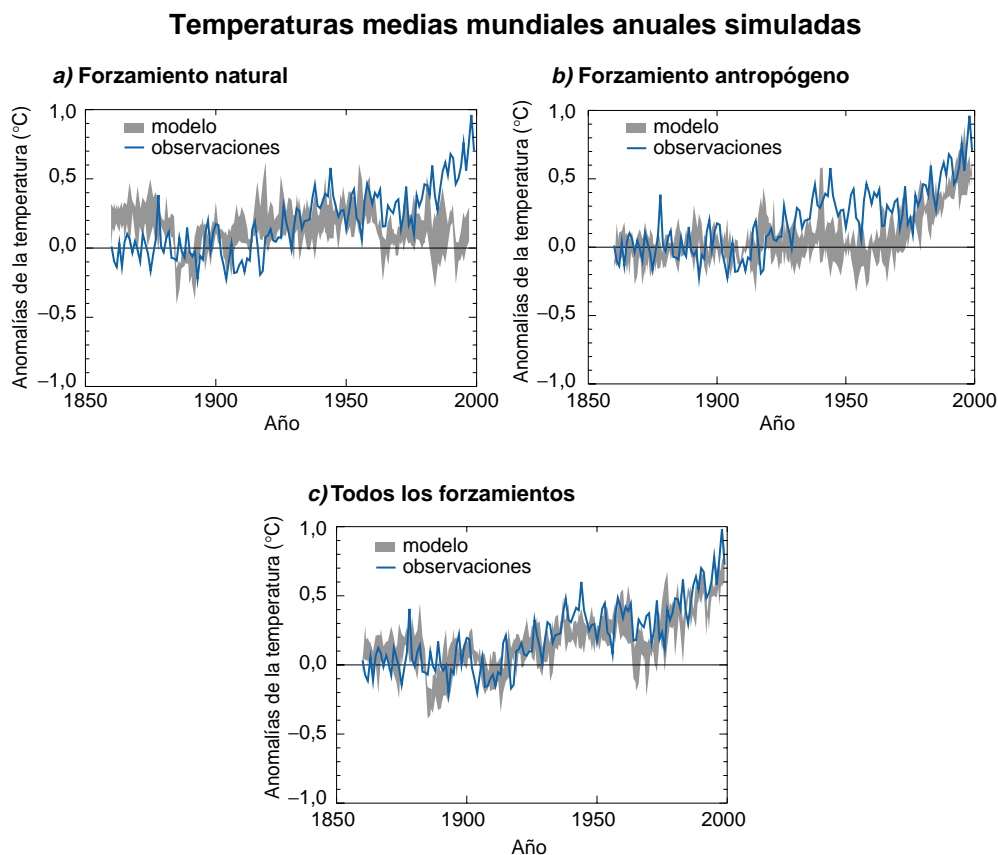 Temperaturas medias mundiales anuales simuladas
a) Forzamiento natural
Anomalías de la temperatura (°C)
1,0
0,5
0,0
−0,5
−1,0
modelo
observaciones
1850 1900 1950 2000
Año
b) Forzamiento antropógeno
Anomalías de la temperatura (°C)
1,0
0,5
0,0
−0,5
−1,0
modelo
observaciones
1850 1900 1950 2000
Año
c) Todos los forzamientos
Anomalías de la temperatura (°C)
1,0
0,5
0,0
−0,5
−1,0
modelo
observaciones
1850 1900 1950 2000
Año